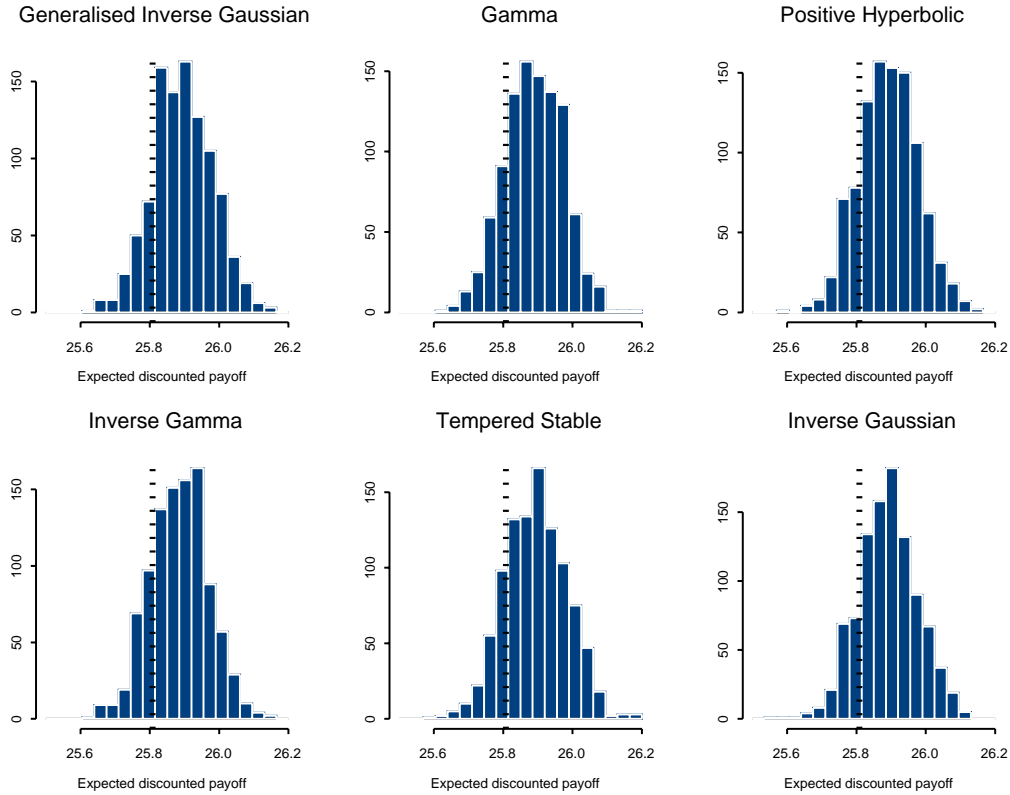 Generalised Inverse Gaussian
Gamma
Positive Hyperbolic
0 50 100 150
0 50 100 150
0 50 100 150
25.6 25.8 26.0 26.2
25.6 25.8 26.0 26.2
25.6 25.8 26.0 26.2
Expected discounted payoff
Expected discounted payoff
Expected discounted payoff
Inverse Gamma
Tempered Stable
Inverse Gaussian
0 50 100 150
0 50 100 150
0 50 100 150
25.6 25.8 26.0 26.2
25.6 25.8 26.0 26.2
25.6 25.8 26.0 26.2
Expected discounted payoff
Expected discounted payoff
Expected discounted payoff